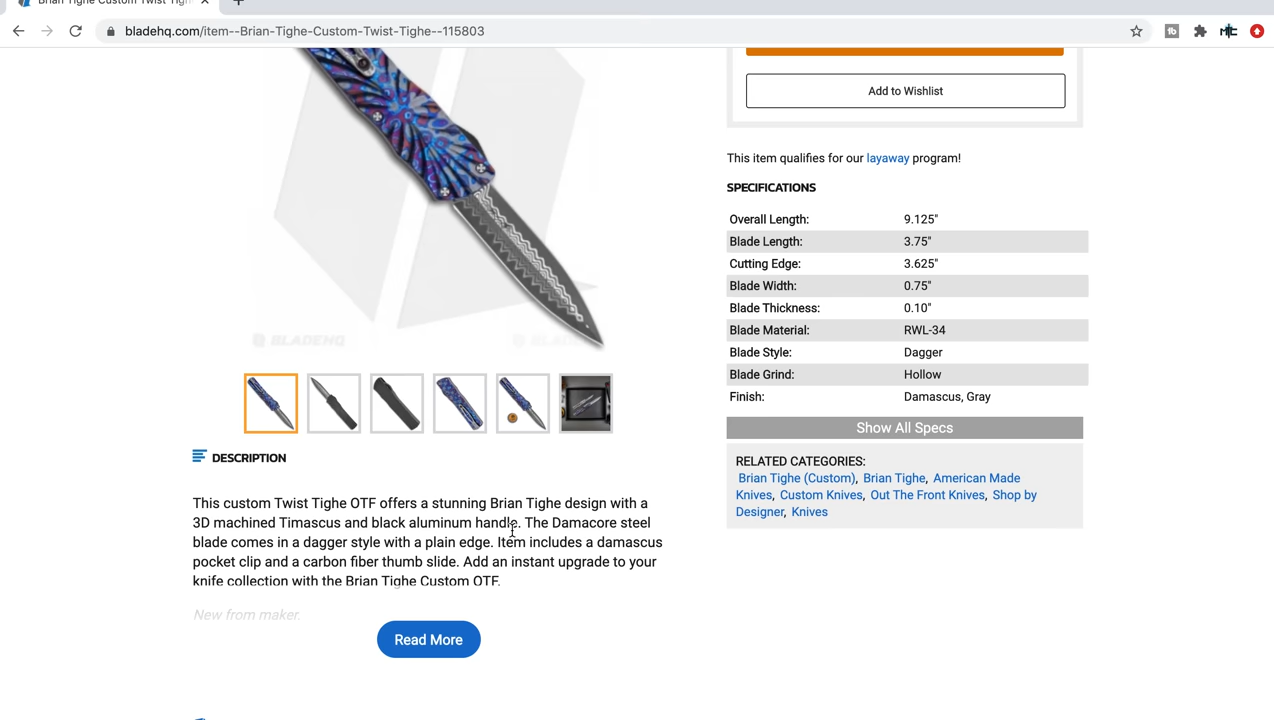 Brian Tighe Custom Twist Tigh
bladehq.com/item--Brian-Tighe-Custom-Twist-Tighe--115803
Add to Wishlist
This item qualifies for our layaway program!
SPECIFICATIONS
Overall Length: 9.125"
Blade Length: 3.75"
Cutting Edge: 3.625"
Blade Width: 0.75"
Blade Thickness: 0.10"
Blade Material: RWL-34
Blade Style: Dagger
Blade Grind: Hollow
Finish: Damascus, Gray
Show All Specs
RELATED CATEGORIES:
Brian Tighe (Custom), Brian Tighe, American Made
Knives, Custom Knives, Out The Front Knives, Shop by
Designer, Knives
BLADEHQ
DESCRIPTION
This custom Twist Tighe OTF offers a stunning Brian Tighe design with a
3D machined Timascus and black aluminum handle. The Damacore steel
blade comes in a dagger style with a plain edge. Item includes a damascus
pocket clip and a carbon fiber thumb slide. Add an instant upgrade to your
knife collection with the Brian Tighe Custom OTF.
New from maker.
Read More